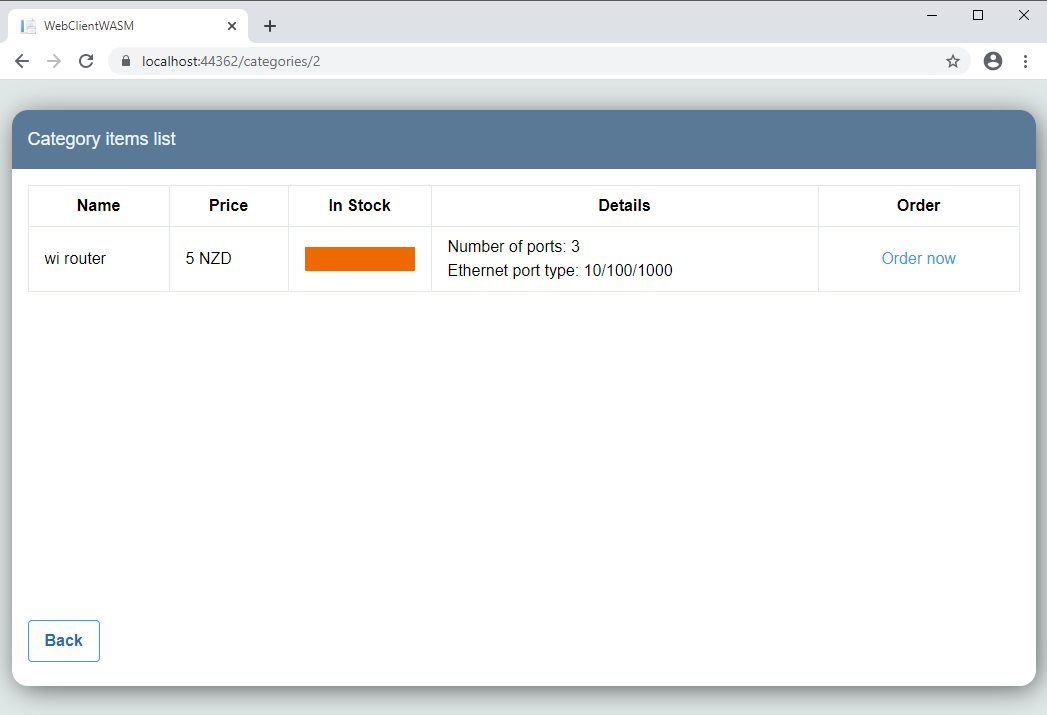 WebClientWASM
localhost:44362/categories/2
Category items list
Name Price In Stock Details Order
wi router 5 NZD Number of ports: 3
Ethernet port type: 10/100/1000 Order now
Back